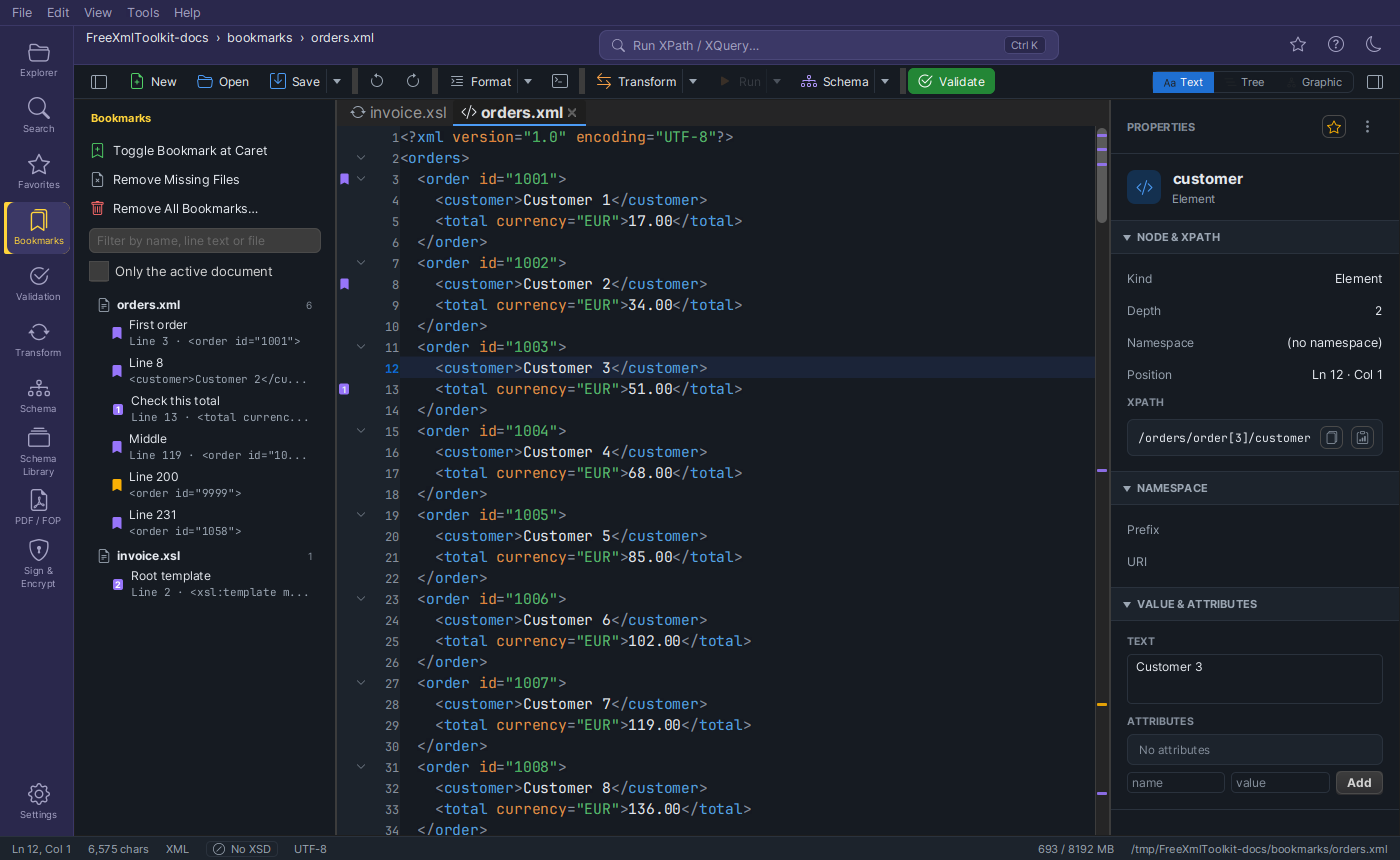 File Edit View Tools Help
FreeXmlToolkit-docs › bookmarks › orders.xml
Run XPath / XQuery... Ctrl K
New Open Save Format Transform Run Schema Validate
Aa Text Tree Graphic
Explorer
Search
Favorites
Bookmarks
Validation
Transform
Schema
Schema
Library
PDF / FOP
Sign &
Encrypt
Settings
Bookmarks
Toggle Bookmark at Caret
Remove Missing Files
Remove All Bookmarks...
Filter by name, line text or file
Only the active document
orders.xml 6
First order
Line 3 · <order id="1001">
Line 8
<customer>Customer 2</cu...
1 Check this total
Line 13 · <total currenc...
Middle
Line 119 · <order id="10...
Line 200
<order id="9999">
Line 231
<order id="1058">
invoice.xsl 1
2 Root template
Line 2 · <xsl:template m...
invoice.xsl </> orders.xml ×
1 <?xml version="1.0" encoding="UTF-8"?>
2 <orders>
3 <order id="1001">
4 <customer>Customer 1</customer>
5 <total currency="EUR">17.00</total>
6 </order>
7 <order id="1002">
8 <customer>Customer 2</customer>
9 <total currency="EUR">34.00</total>
10 </order>
11 <order id="1003">
12 <customer>Customer 3</customer>
1 13 <total currency="EUR">51.00</total>
14 </order>
15 <order id="1004">
16 <customer>Customer 4</customer>
17 <total currency="EUR">68.00</total>
18 </order>
19 <order id="1005">
20 <customer>Customer 5</customer>
21 <total currency="EUR">85.00</total>
22 </order>
23 <order id="1006">
24 <customer>Customer 6</customer>
25 <total currency="EUR">102.00</total>
26 </order>
27 <order id="1007">
28 <customer>Customer 7</customer>
29 <total currency="EUR">119.00</total>
30 </order>
31 <order id="1008">
32 <customer>Customer 8</customer>
33 <total currency="EUR">136.00</total>
34 </order>
PROPERTIES
</> customer
Element
NODE & XPATH
Kind Element
Depth 2
Namespace (no namespace)
Position Ln 12 · Col 1
XPATH
/orders/order[3]/customer
NAMESPACE
Prefix
URI
VALUE & ATTRIBUTES
TEXT
Customer 3
ATTRIBUTES
No attributes
name value Add
Ln 12, Col 1 6,575 chars XML No XSD UTF-8 693 / 8192 MB /tmp/FreeXmlToolkit-docs/bookmarks/orders.xml